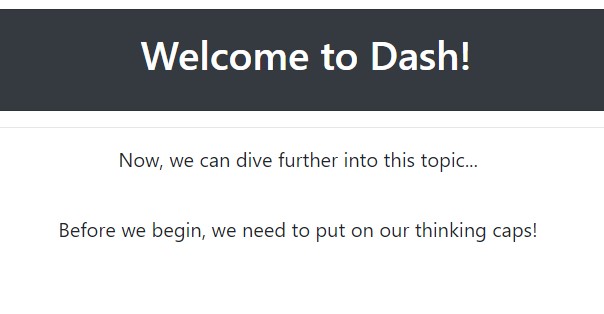 Welcome to Dash!
Now, we can dive further into this topic...
Before we begin, we need to put on our thinking caps!